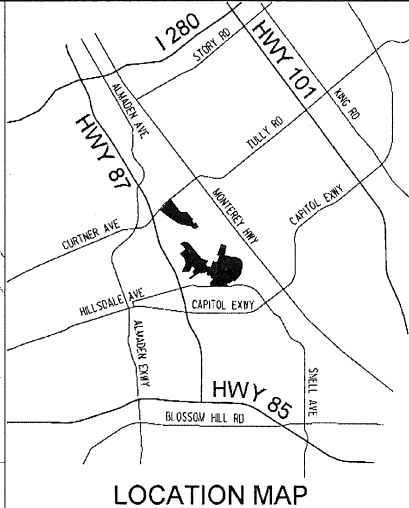 I 280
STORY RD
HWY 101
ALMADEN AVE
KING RD
HWY 87
TULLY RD
MONTEREY HWY
CAPITOL EXWY
CURTNER AVE
HILLSDALE AVE
CAPITOL EXWY
ALMADEN EXWY
SNELL AVE
HWY 85
BLOSSOM HILL RD
LOCATION MAP